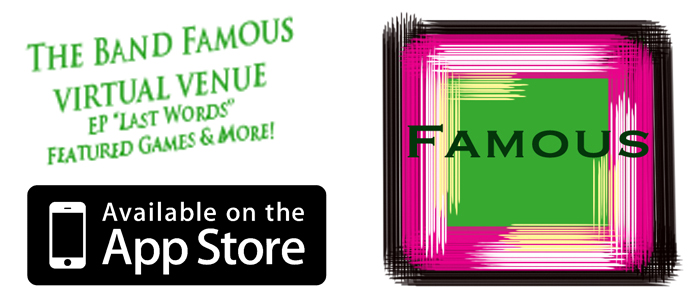 The Band Famous
virtual venue
EP "Last Words"
Featured Games & More!
Available on the
App Store
Famous